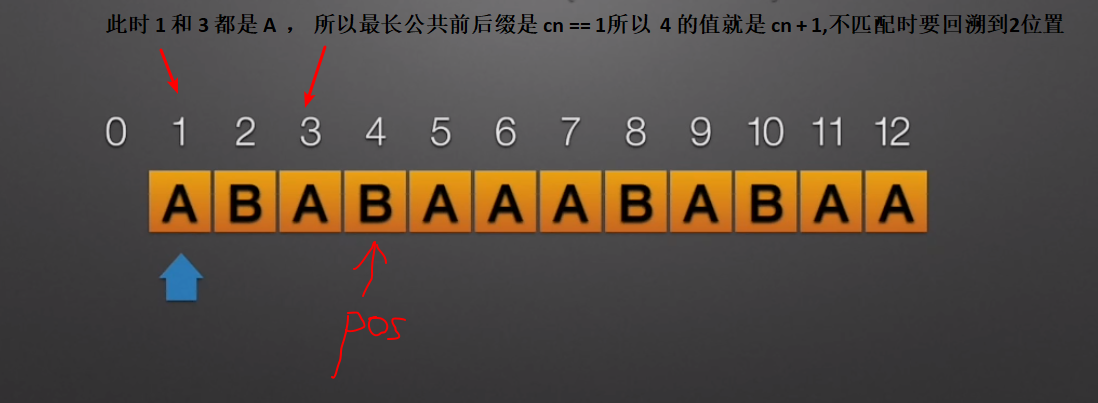 此时 1 和 3 都是 A ， 所以最长公共前后缀是 cn == 1所以 4 的值就是 cn + 1,不匹配时要回溯到2位置
0 1 2 3 4 5 6 7 8 9 10 11 12
A B A B A A A B A B A A
pos